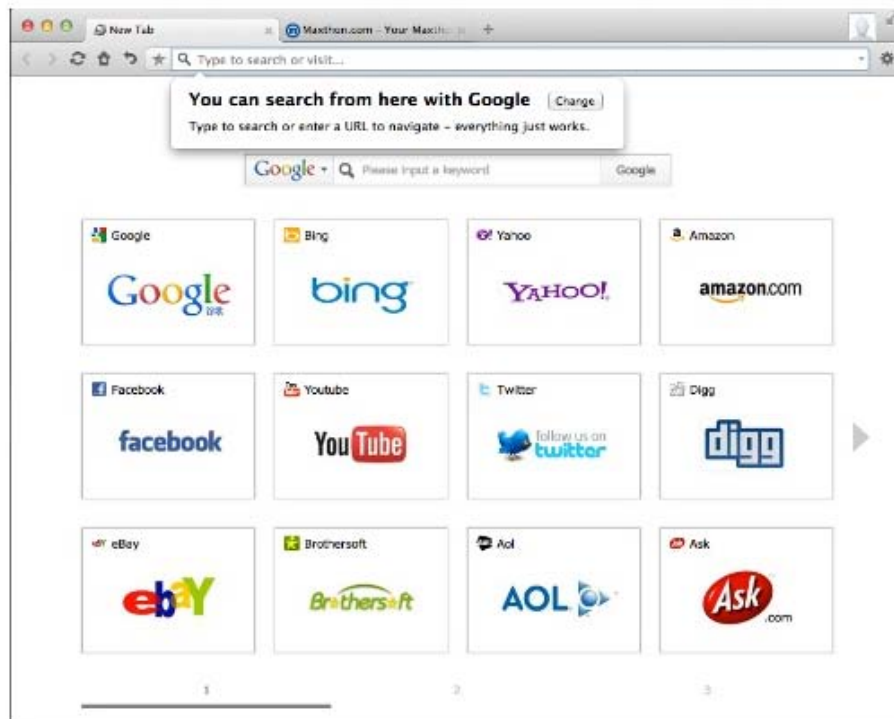 New Tab
Maxthon.com - Your Maxth
Type to search or visit...
You can search from here with Google Change
Type to search or enter a URL to navigate - everything just works.
Google Please input a keyword Google
Google Bing Yahoo Amazon
Google bing YAHOO! amazon.com
Facebook Youtube Twitter Digg
facebook YouTube follow us on twitter digg
eBay Brothersoft Aol Ask
ebaY Brothersoft AOL Ask.com
1 2 3